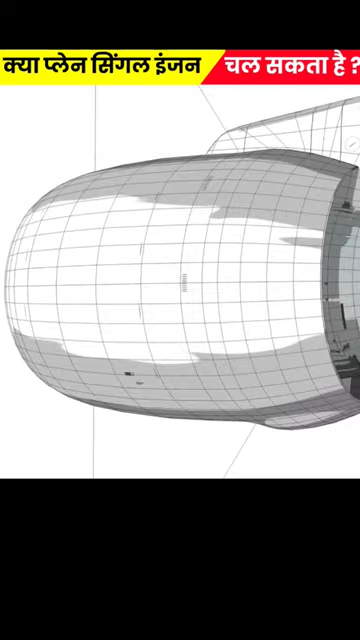 क्या प्लेन सिंगल इंजन चल सकता है ?